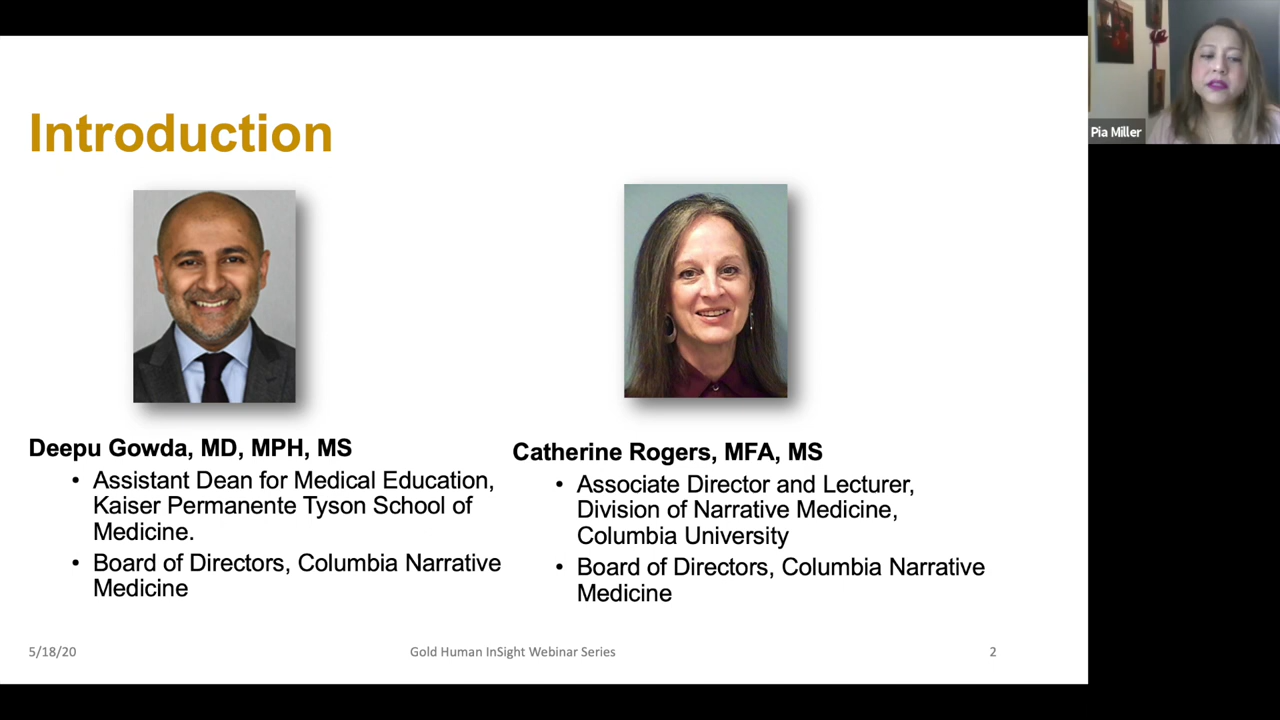 Introduction
Deepu Gowda, MD, MPH, MS
• Assistant Dean for Medical Education,
Kaiser Permanente Tyson School of
Medicine.
• Board of Directors, Columbia Narrative
Medicine
Catherine Rogers, MFA, MS
• Associate Director and Lecturer,
Division of Narrative Medicine,
Columbia University
• Board of Directors, Columbia Narrative
Medicine
5/18/20
Gold Human InSight Webinar Series
2
Pia Miller